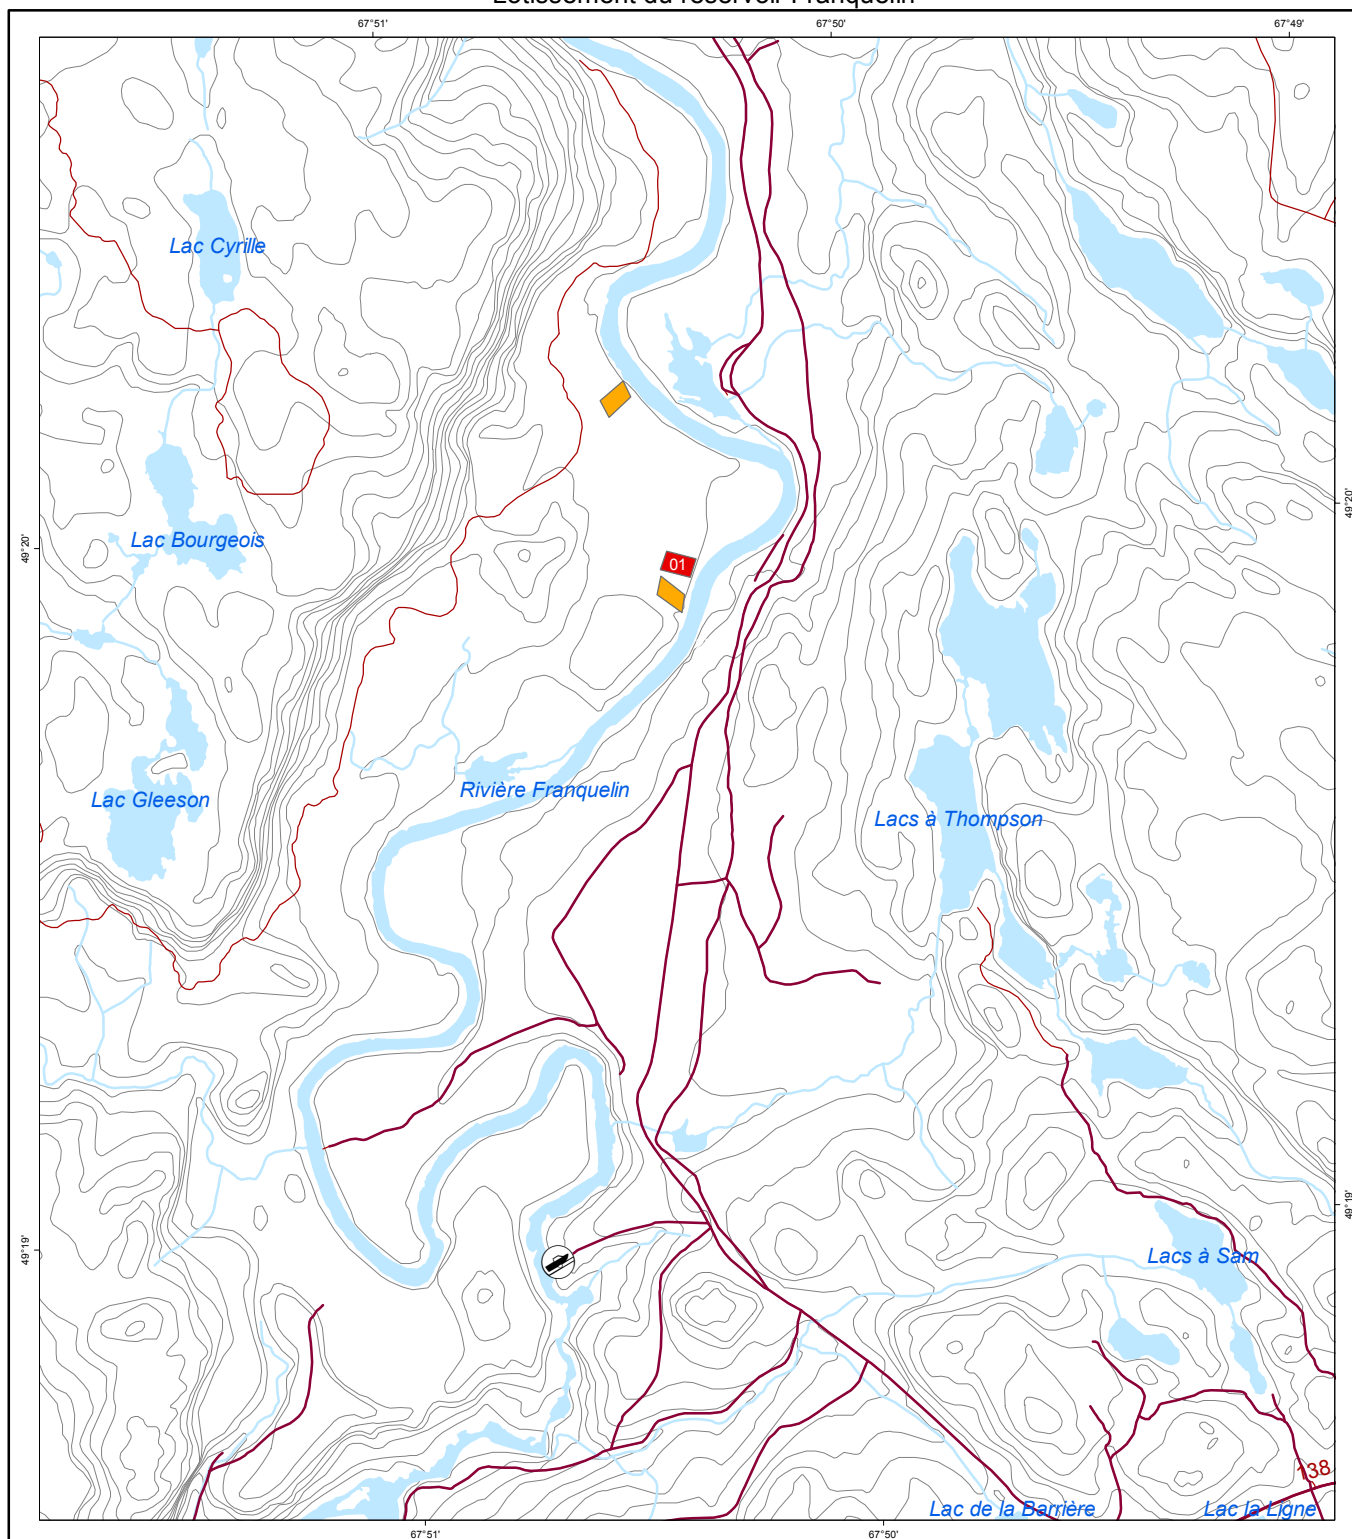 Lotissement du réservoir Franquelin
67°51' 67°50' 67°49'
Lac Cyrille
49°20'
Lac Bourgeois
49°20'
01
Rivière Franquelin
Lac Gleeson
Lacs à Thompson
49°19'
Lacs à Sam
49°19'
138
Lac de la Barrière
Lac la Ligne
67°51' 67°50'